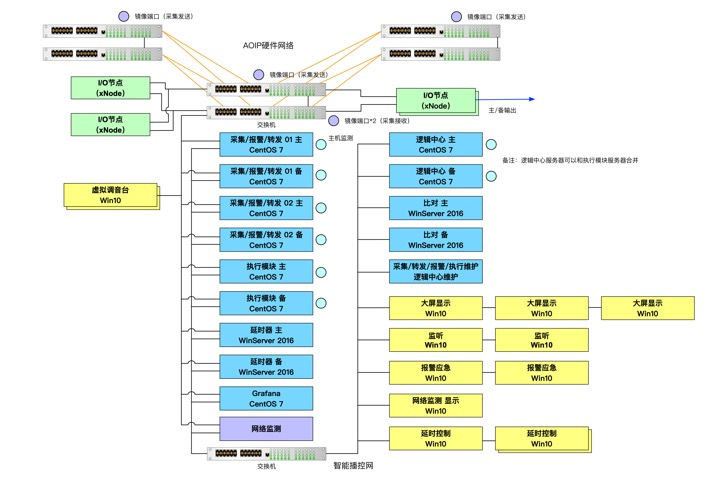 镜像端口（采集发送）
镜像端口（采集发送）
AOIP硬件网络
镜像端口（采集发送）
I/O节点
（xNode）
I/O节点
（xNode）
主/备输出
I/O节点
（xNode）
交换机
镜像端口*2（采集接收）
采集/报警/转发 01 主
CentOS 7
主机监测
逻辑中心 主
CentOS 7
备注：逻辑中心服务器可以和执行模块服务器合并
采集/报警/转发 01 备
CentOS 7
逻辑中心 备
CentOS 7
虚拟调音台
Win10
采集/报警/转发 02 主
CentOS 7
比对 主
WinServer 2016
采集/报警/转发 02 备
CentOS 7
比对 备
WinServer 2016
执行模块 主
CentOS 7
采集/转发/报警/执行维护
逻辑中心维护
执行模块 备
CentOS 7
大屏显示
Win10
大屏显示
Win10
大屏显示
Win10
延时器 主
WinServer 2016
监听
Win10
监听
Win10
延时器 备
WinServer 2016
报警应急
Win10
报警应急
Win10
Grafana
CentOS 7
网络监测 显示
Win10
网络监测
延时控制
Win10
延时控制
Win10
交换机
智能播控网